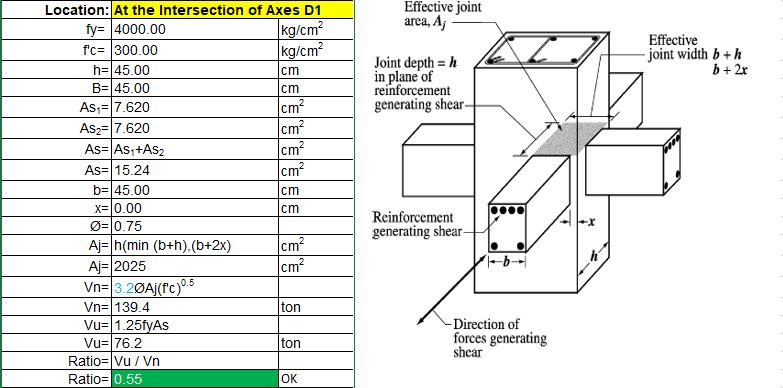 Location: At the Intersection of Axes D1
fy= 4000.00 kg/cm²
f'c= 300.00 kg/cm²
h= 45.00 cm
B= 45.00 cm
As₁= 7.620 cm²
As₂= 7.620 cm²
As= As₁+As₂ cm²
As= 15.24 cm²
b= 45.00 cm
x= 0.00 cm
Ø= 0.75
Aj= h(min (b+h),(b+2x) cm²
Aj= 2025 cm²
Vn= 3.2ØAj(f'c)⁰·⁵
Vn= 139.4 ton
Vu= 1.25fyAs
Vu= 76.2 ton
Ratio= Vu / Vn
Ratio= 0.55 OK
Effective joint
area, Aj
Effective
joint width b + h
b + 2x
Joint depth = h
in plane of
reinforcement
generating shear
Reinforcement
generating shear
x
b
h
Direction of
forces generating
shear